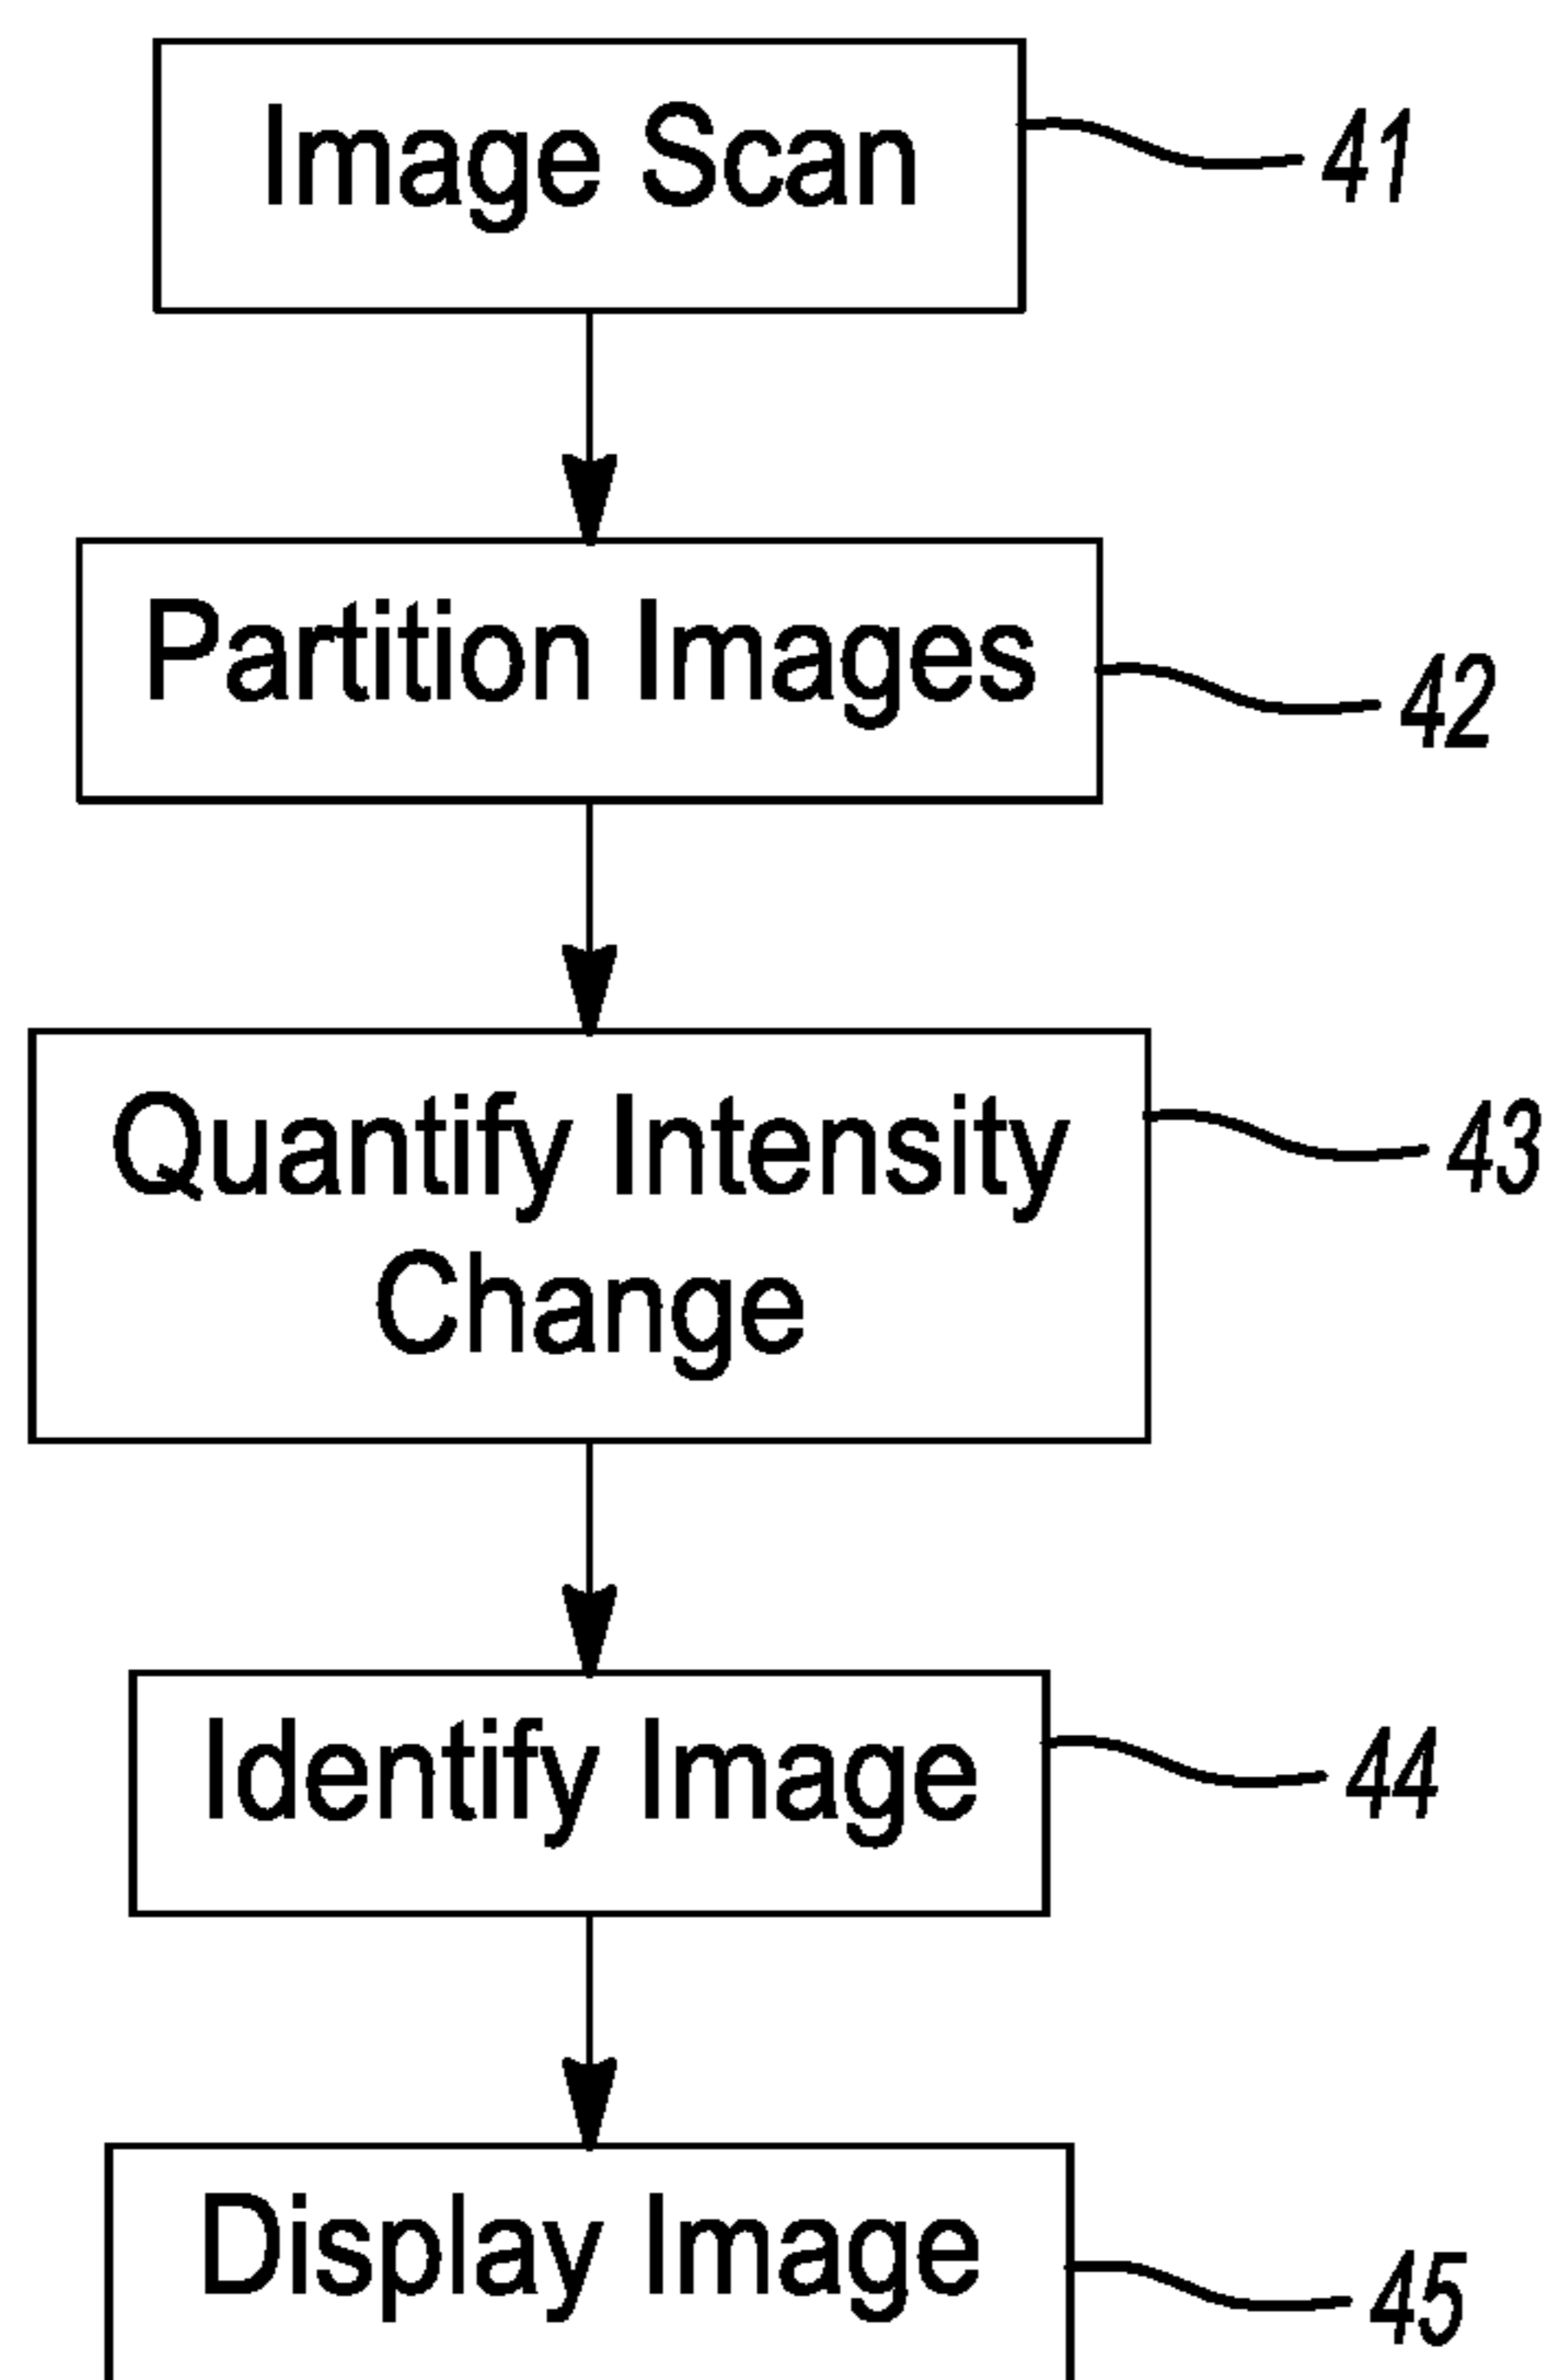 Image Scan
41
Partition Images
42
Quantify Intensity
Change
43
Identify Image
44
Display Image
45